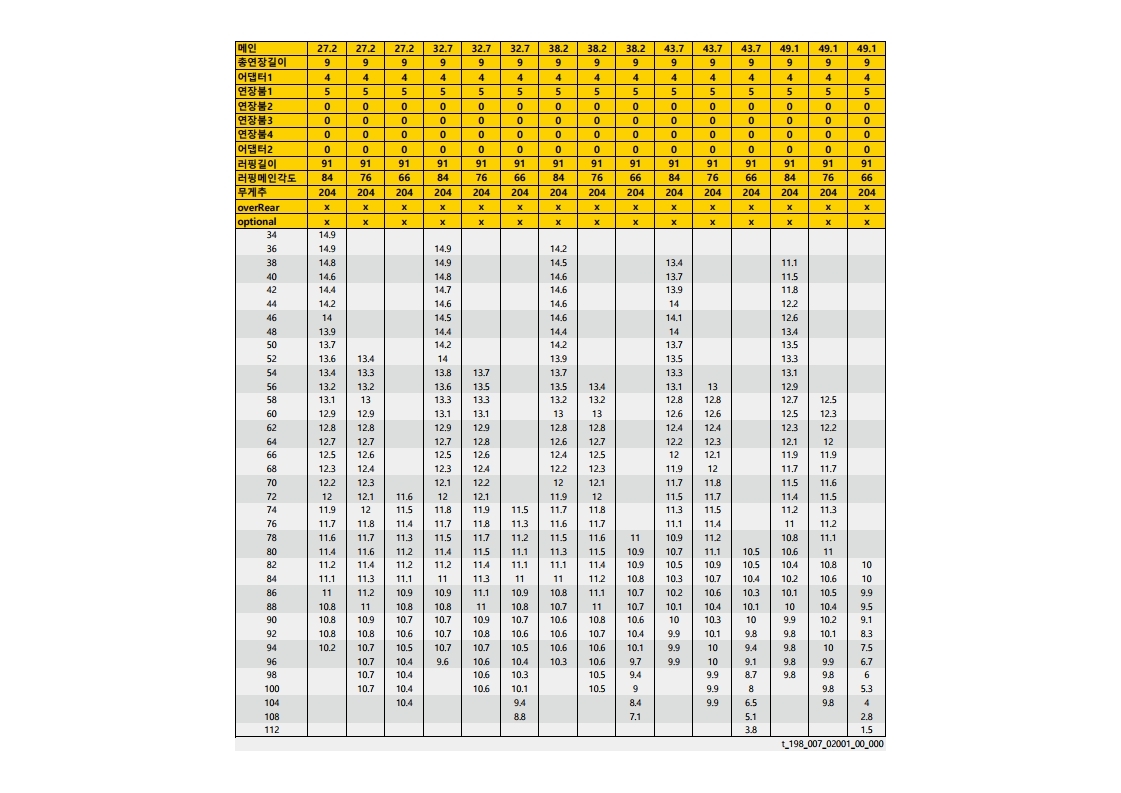 메인 27.2 27.2 27.2 32.7 32.7 32.7 38.2 38.2 38.2 43.7 43.7 43.7 49.1 49.1 49.1
총연장길이 9 9 9 9 9 9 9 9 9 9 9 9 9 9 9
어댑터1 4 4 4 4 4 4 4 4 4 4 4 4 4 4 4
연장붐1 5 5 5 5 5 5 5 5 5 5 5 5 5 5 5
연장붐2 0 0 0 0 0 0 0 0 0 0 0 0 0 0 0
연장붐3 0 0 0 0 0 0 0 0 0 0 0 0 0 0 0
연장붐4 0 0 0 0 0 0 0 0 0 0 0 0 0 0 0
어댑터2 0 0 0 0 0 0 0 0 0 0 0 0 0 0 0
러핑길이 91 91 91 91 91 91 91 91 91 91 91 91 91 91 91
러핑메인각도 84 76 66 84 76 66 84 76 66 84 76 66 84 76 66
무게추 204 204 204 204 204 204 204 204 204 204 204 204 204 204 204
overRear x x x x x x x x x x x x x x x
optional x x x x x x x x x x x x x x x
34 14.9
36 14.9 14.9 14.2
38 14.8 14.9 14.5 13.4 11.1
40 14.6 14.8 14.6 13.7 11.5
42 14.4 14.7 14.6 13.9 11.8
44 14.2 14.6 14.6 14 12.2
46 14 14.5 14.6 14.1 12.6
48 13.9 14.4 14.4 14 13.4
50 13.7 14.2 14.2 13.7 13.5
52 13.6 13.4 14 13.9 13.5 13.3
54 13.4 13.3 13.8 13.7 13.7 13.3 13.1
56 13.2 13.2 13.6 13.5 13.5 13.4 13.1 13 12.9
58 13.1 13 13.3 13.3 13.2 13.2 12.8 12.8 12.7 12.5
60 12.9 12.9 13.1 13.1 13 13 12.6 12.6 12.5 12.3
62 12.8 12.8 12.9 12.9 12.8 12.8 12.4 12.4 12.3 12.2
64 12.7 12.7 12.7 12.8 12.6 12.7 12.2 12.3 12.1 12
66 12.5 12.6 12.5 12.6 12.4 12.5 12 12.1 11.9 11.9
68 12.3 12.4 12.3 12.4 12.2 12.3 11.9 12 11.7 11.7
70 12.2 12.3 12.1 12.2 12 12.1 11.7 11.8 11.5 11.6
72 12 12.1 11.6 12 12.1 11.9 12 11.5 11.7 11.4 11.5
74 11.9 12 11.5 11.8 11.9 11.5 11.7 11.8 11.3 11.5 11.2 11.3
76 11.7 11.8 11.4 11.7 11.8 11.3 11.6 11.7 11.1 11.4 11 11.2
78 11.6 11.7 11.3 11.5 11.7 11.2 11.5 11.6 11 10.9 11.2 10.8 11.1
80 11.4 11.6 11.2 11.4 11.5 11.1 11.3 11.5 10.9 10.7 11.1 10.5 10.6 11
82 11.2 11.4 11.2 11.2 11.4 11.1 11.1 11.4 10.9 10.5 10.9 10.5 10.4 10.8 10
84 11.1 11.3 11.1 11 11.3 11 11 11.2 10.8 10.3 10.7 10.4 10.2 10.6 10
86 11 11.2 10.9 10.9 11.1 10.9 10.8 11.1 10.7 10.2 10.6 10.3 10.1 10.5 9.9
88 10.8 11 10.8 10.8 11 10.8 10.7 11 10.7 10.1 10.4 10.1 10 10.4 9.5
90 10.8 10.9 10.7 10.7 10.9 10.7 10.6 10.8 10.6 10 10.3 10 9.9 10.2 9.1
92 10.8 10.8 10.6 10.7 10.8 10.6 10.6 10.7 10.4 9.9 10.1 9.8 9.8 10.1 8.3
94 10.2 10.7 10.5 10.7 10.7 10.5 10.6 10.6 10.1 9.9 10 9.4 9.8 10 7.5
96 10.7 10.4 9.6 10.6 10.4 10.3 10.6 9.7 9.9 10 9.1 9.8 9.9 6.7
98 10.7 10.4 10.6 10.3 10.5 9.4 9.9 8.7 9.8 9.8 6
100 10.7 10.4 10.6 10.1 10.5 9 9.9 8 9.8 5.3
104 10.4 9.4 8.4 9.9 6.5 9.8 4
108 8.8 7.1 5.1 2.8
112 3.8 1.5
t_198_007_02001_00_000